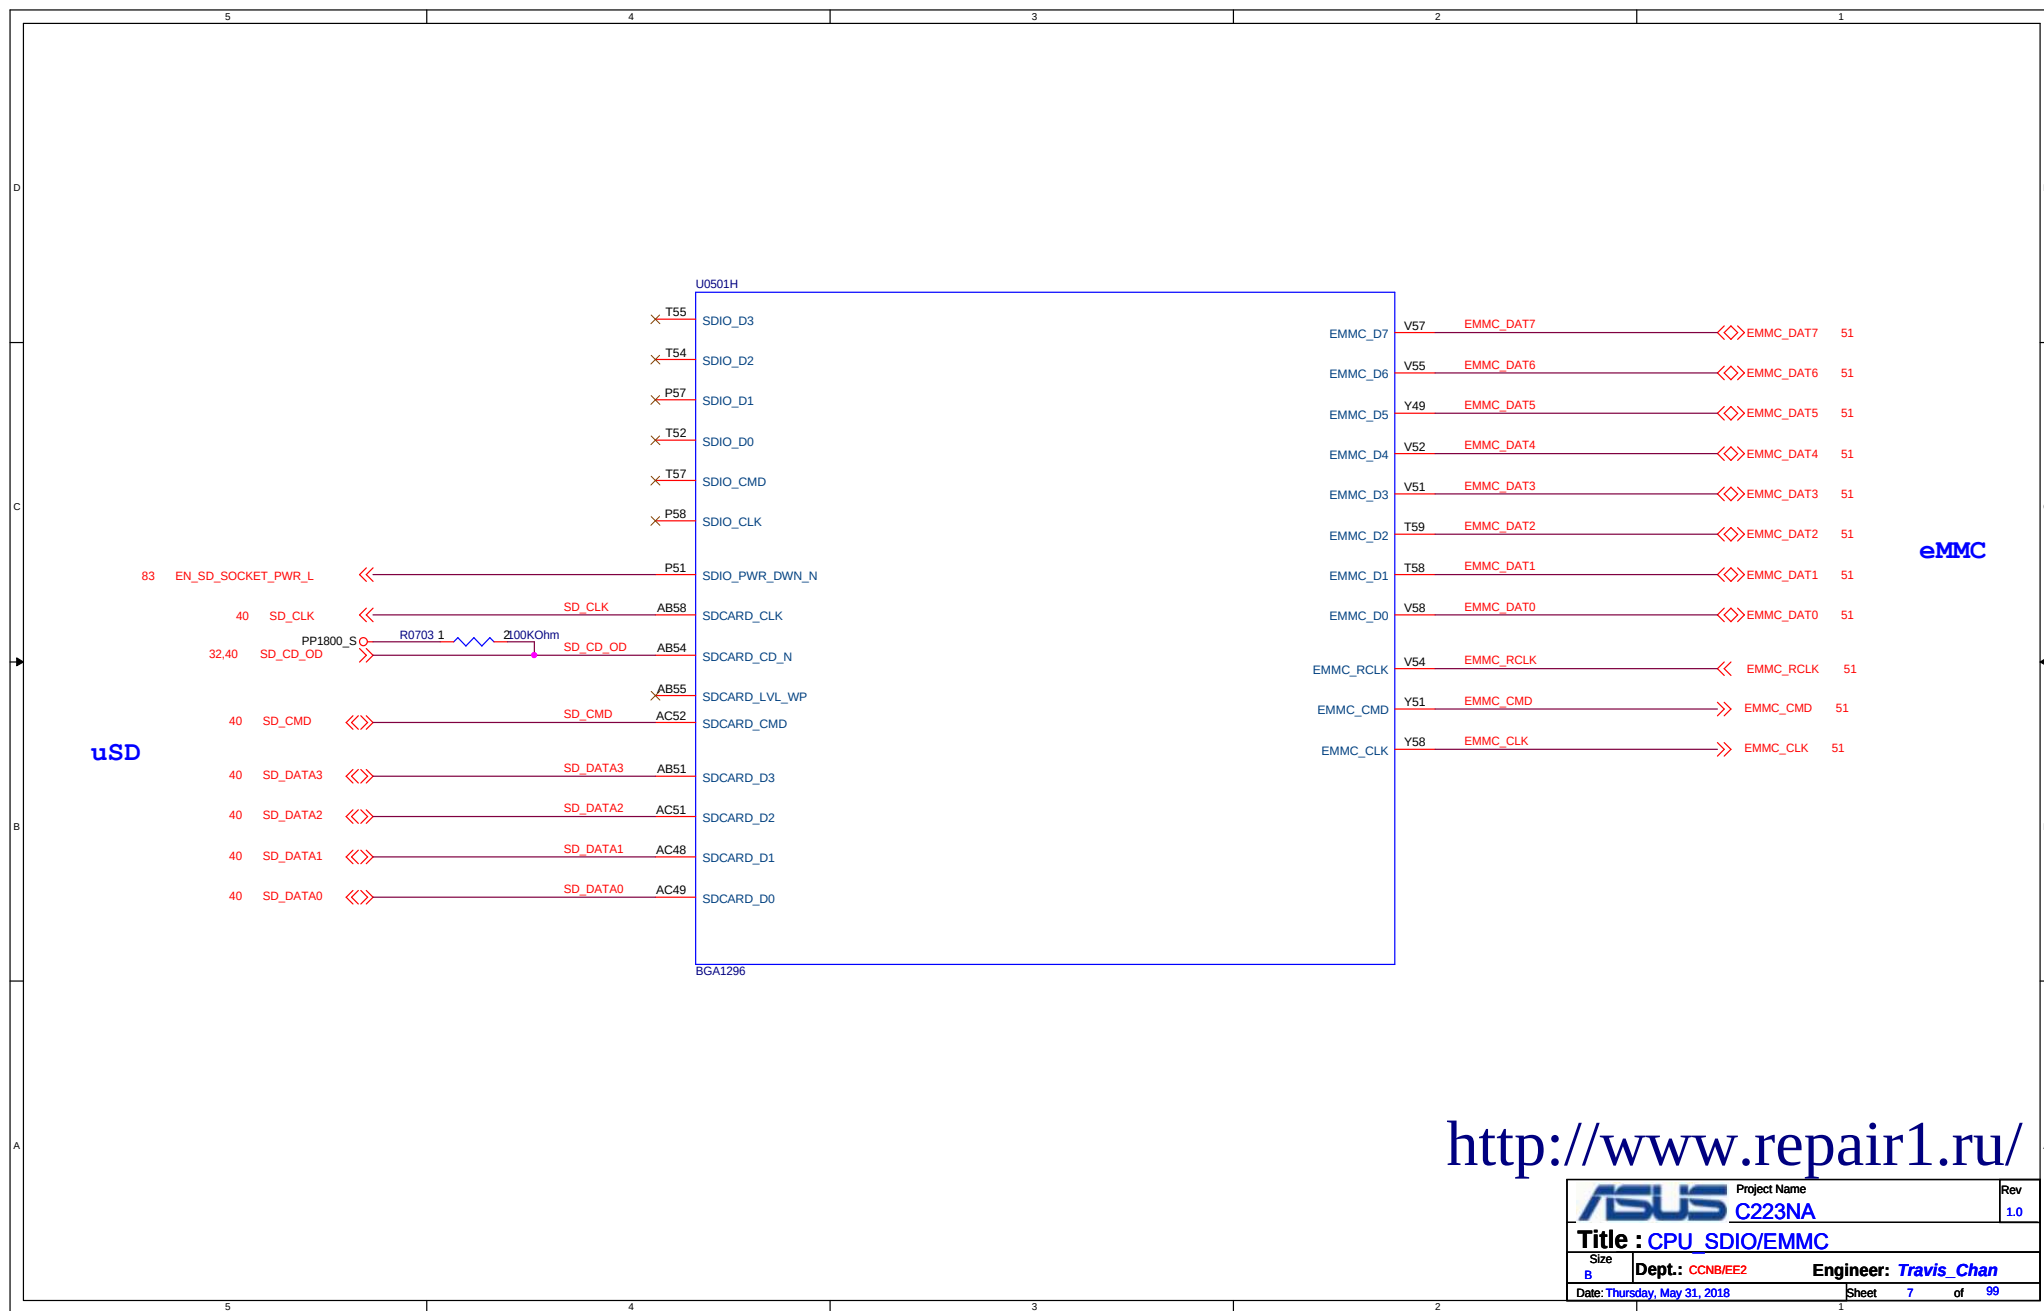 5 4 3 2 1
D
C
B
A
U0501H
T55 SDIO_D3
T54 SDIO_D2
P57 SDIO_D1
T52 SDIO_D0
T57 SDIO_CMD
P58 SDIO_CLK
83 EN_SD_SOCKET_PWR_L P51 SDIO_PWR_DWN_N
40 SD_CLK SD_CLK AB58 SDCARD_CLK
PP1800_S R0703 1 2 100KOhm
32,40 SD_CD_OD SD_CD_OD AB54 SDCARD_CD_N
AB55 SDCARD_LVL_WP
40 SD_CMD SD_CMD AC52 SDCARD_CMD
uSD
40 SD_DATA3 SD_DATA3 AB51 SDCARD_D3
40 SD_DATA2 SD_DATA2 AC51 SDCARD_D2
40 SD_DATA1 SD_DATA1 AC48 SDCARD_D1
40 SD_DATA0 SD_DATA0 AC49 SDCARD_D0
BGA1296
EMMC_D7 V57 EMMC_DAT7 EMMC_DAT7 51
EMMC_D6 V55 EMMC_DAT6 EMMC_DAT6 51
EMMC_D5 Y49 EMMC_DAT5 EMMC_DAT5 51
EMMC_D4 V52 EMMC_DAT4 EMMC_DAT4 51
EMMC_D3 V51 EMMC_DAT3 EMMC_DAT3 51
EMMC_D2 T59 EMMC_DAT2 EMMC_DAT2 51
eMMC
EMMC_D1 T58 EMMC_DAT1 EMMC_DAT1 51
EMMC_D0 V58 EMMC_DAT0 EMMC_DAT0 51
EMMC_RCLK V54 EMMC_RCLK EMMC_RCLK 51
EMMC_CMD Y51 EMMC_CMD EMMC_CMD 51
EMMC_CLK Y58 EMMC_CLK EMMC_CLK 51
http://www.repair1.ru/
ASUS Project Name Rev
C223NA 1.0
Title : CPU_SDIO/EMMC
Size Dept.: CCNB/EE2 Engineer: Travis_Chan
B
Date: Thursday, May 31, 2018 Sheet 7 of 99
5 4 3 2 1